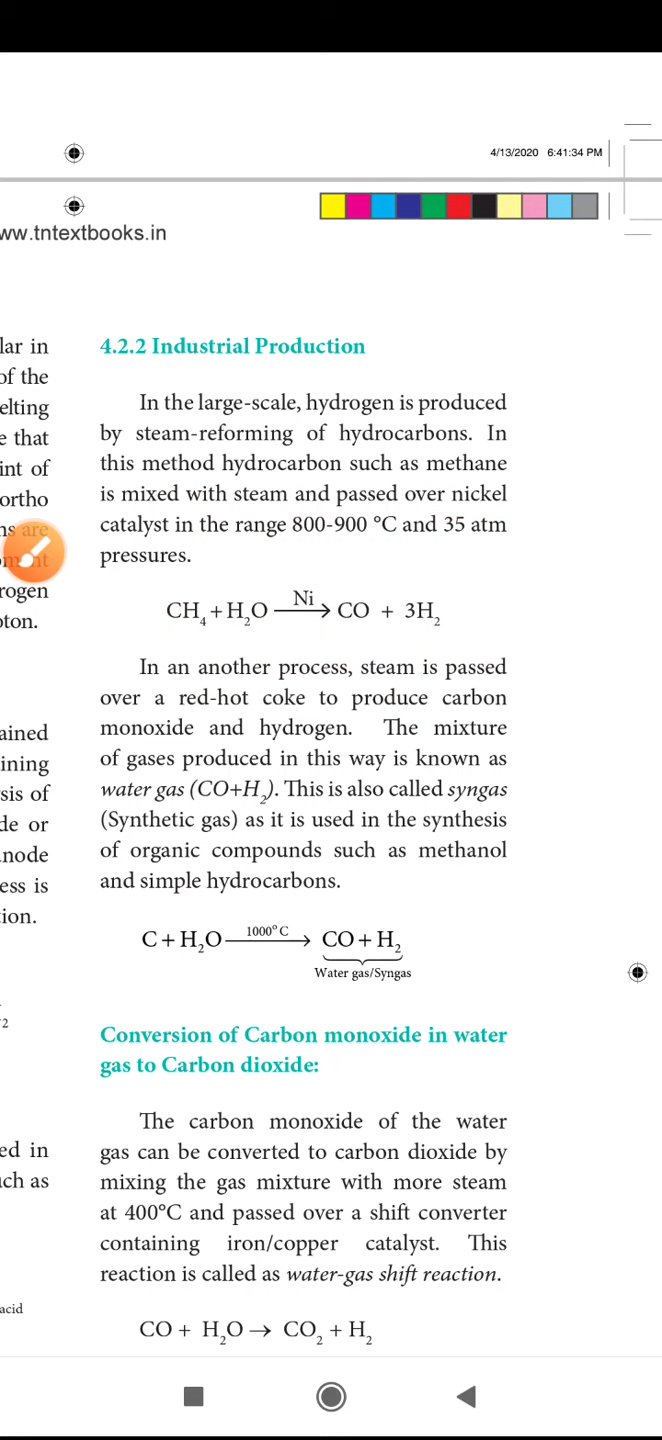 4/13/2020 6:41:34 PM
ww.tntextbooks.in
lar in
of the
elting
e that
int of
ortho
rogen
oton.
ained
ining
sis of
de or
node
ess is
tion.
2
ed in
uch as
acid
4.2.2 Industrial Production
In the large-scale, hydrogen is produced
by steam-reforming of hydrocarbons. In
this method hydrocarbon such as methane
is mixed with steam and passed over nickel
catalyst in the range 800-900 °C and 35 atm
pressures.
CH₄ + H₂O —Ni→ CO + 3H₂
In an another process, steam is passed
over a red-hot coke to produce carbon
monoxide and hydrogen. The mixture
of gases produced in this way is known as
water gas (CO+H₂). This is also called syngas
(Synthetic gas) as it is used in the synthesis
of organic compounds such as methanol
and simple hydrocarbons.
C + H₂O —1000°C→ CO + H₂
Water gas/Syngas
Conversion of Carbon monoxide in water
gas to Carbon dioxide:
The carbon monoxide of the water
gas can be converted to carbon dioxide by
mixing the gas mixture with more steam
at 400°C and passed over a shift converter
containing iron/copper catalyst. This
reaction is called as water-gas shift reaction.
CO + H₂O → CO₂ + H₂